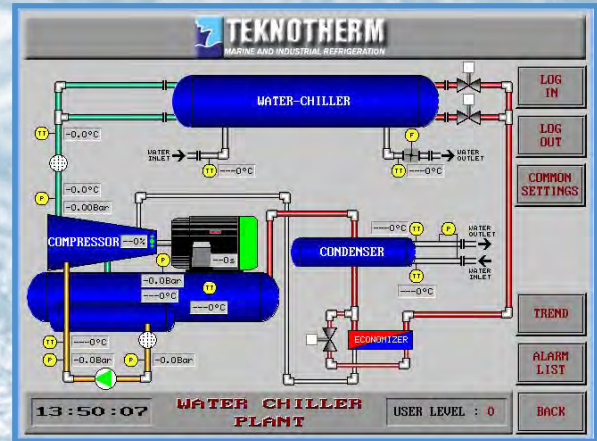 TEKNOTHERM
MARINE AND INDUSTRIAL REFRIGERATION
LOG
IN
LOG
OUT
COMMON
SETTINGS
TREND
ALARM
LIST
BACK
WATER-CHILLER
TT
-0.0°C
WATER
INLET
TT
---0°C
F
WATER
OUTLET
TT
---0°C
P
-0.0°C
-0.00Bar
COMPRESSOR
--0%
--0s
P
-0.0Bar
---0°C
TT
---0°C
---0°C
TT
P
WATER
OUTLET
CONDENSER
WATER
INLET
TT
---0°C
ECONOMIZER
TT
---0°C
P
-0.0Bar
P
-0.0Bar
13:50:07
WATER CHILLER
PLANT
USER LEVEL : 0